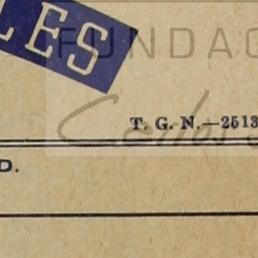 LES
FUNDAC
T. G. N.—2513
D.